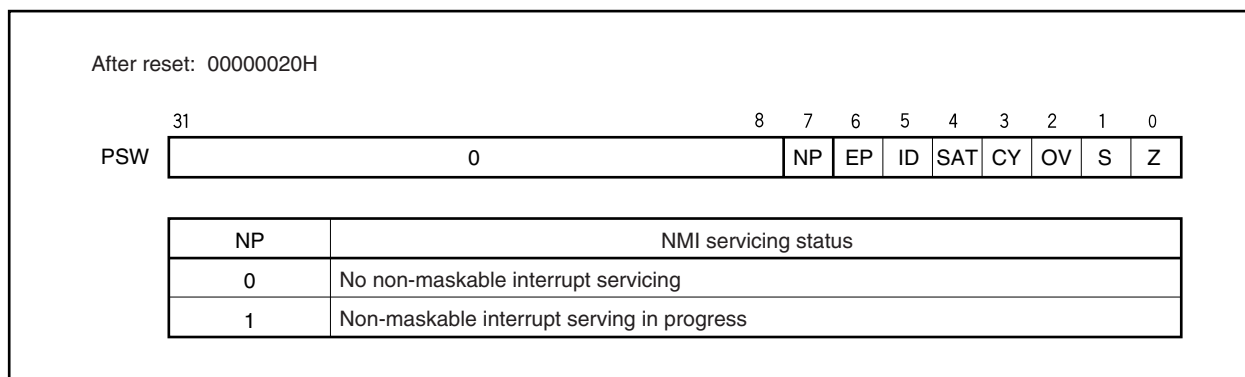 After reset: 00000020H
31 8 7 6 5 4 3 2 1 0
PSW 0 NP EP ID SAT CY OV S Z
NP NMI servicing status
0 No non-maskable interrupt servicing
1 Non-maskable interrupt serving in progress